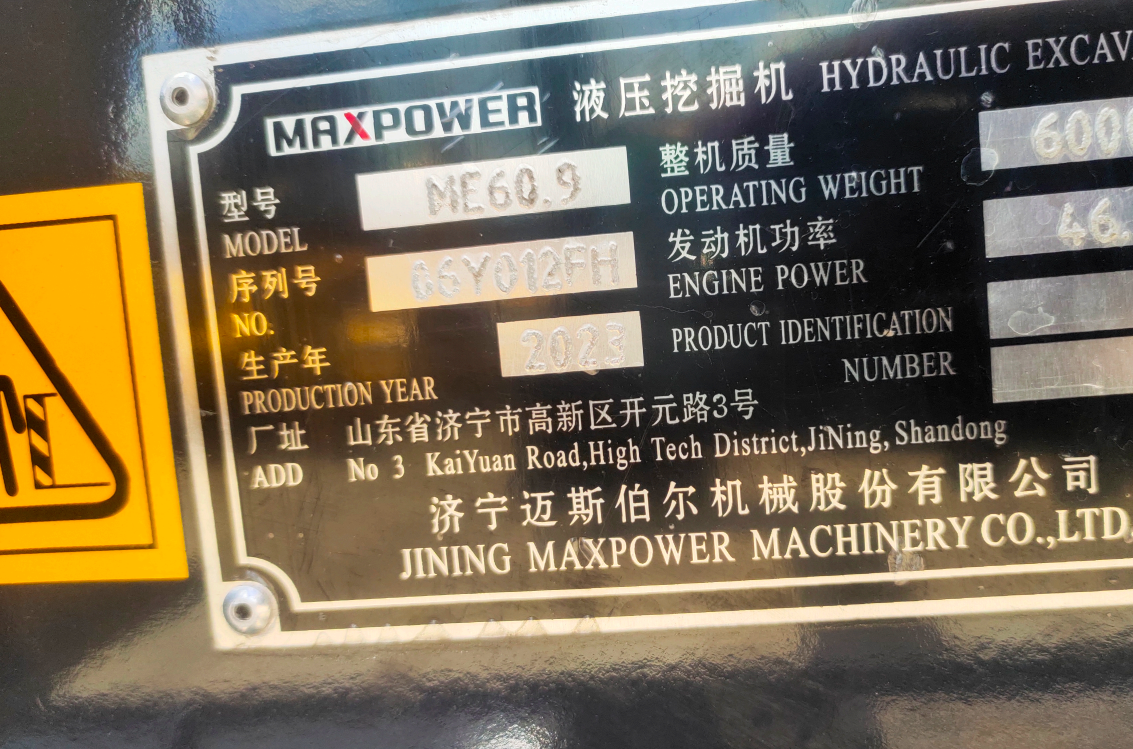 MAXPOWER 液压挖掘机 HYDRAULIC EXCAV
型号 ME60.9 整机质量 600
MODEL OPERATING WEIGHT
序列号 66Y012FH 发动机功率 46.
NO. ENGINE POWER
生产年 2023 PRODUCT IDENTIFICATION
PRODUCTION YEAR NUMBER
厂址 山东省济宁市高新区开元路3号
ADD No 3 KaiYuan Road,High Tech District,JiNing, Shandong
济宁迈斯伯尔机械股份有限公司
JINING MAXPOWER MACHINERY CO.,LTD,